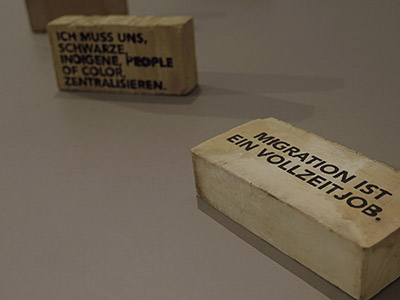 ICH MUSS UNS,
SCHWARZE,
INDIGENE, PEOPLE
OF COLOR,
ZENTRALISIEREN.
MIGRATION IST
EIN VOLLZEITJOB.